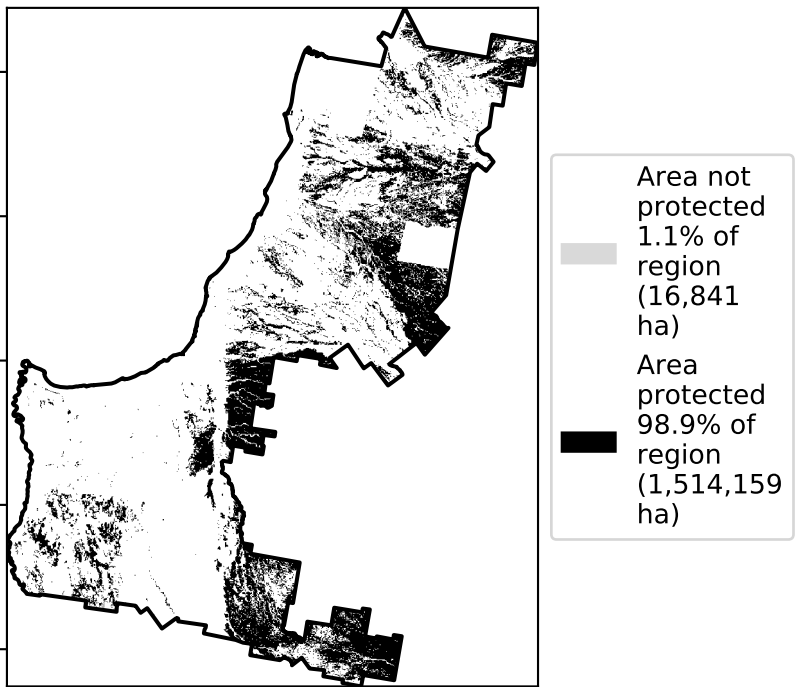 Area not
protected
1.1% of
region
(16,841
ha)
Area
protected
98.9% of
region
(1,514,159
ha)